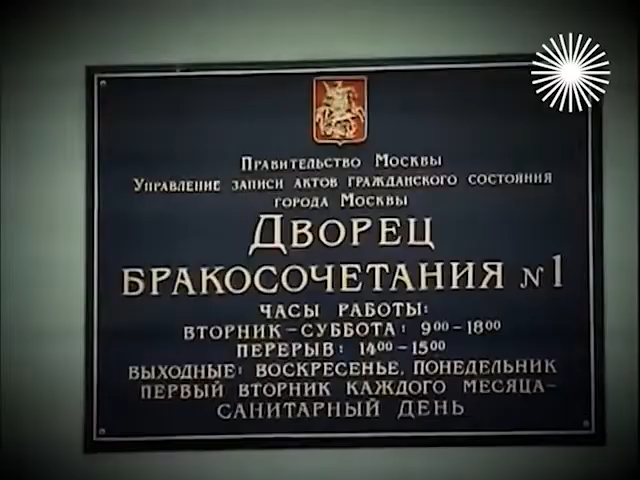 Правительство Москвы
Управление записи актов гражданского состояния
города Москвы
Дворец
бракосочетания N1
часы работы:
вторник – суббота: 9⁰⁰ – 18⁰⁰
перерыв: 14⁰⁰ – 15⁰⁰
выходные: воскресенье, понедельник
первый вторник каждого месяца–
санитарный день